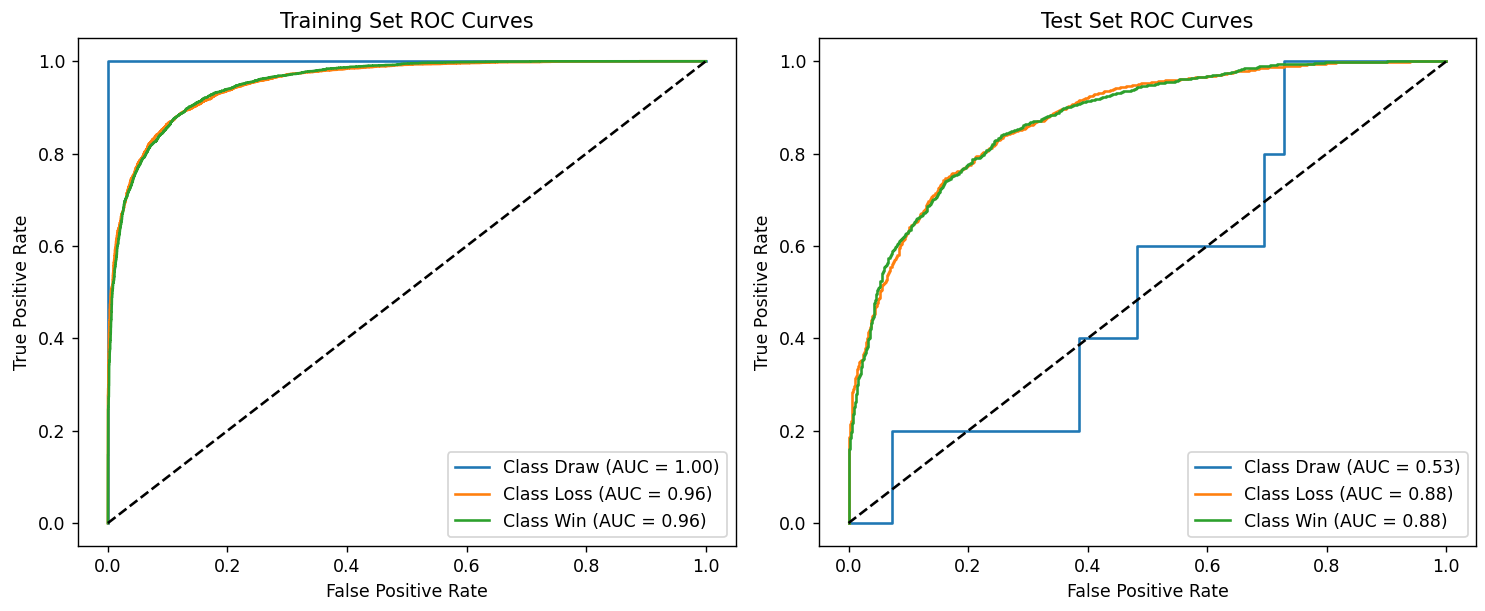 Training Set ROC Curves
True Positive Rate
1.0
0.8
0.6
0.4
0.2
0.0
Class Draw (AUC = 1.00)
Class Loss (AUC = 0.96)
Class Win (AUC = 0.96)
0.0 0.2 0.4 0.6 0.8 1.0
False Positive Rate
Test Set ROC Curves
True Positive Rate
1.0
0.8
0.6
0.4
0.2
0.0
Class Draw (AUC = 0.53)
Class Loss (AUC = 0.88)
Class Win (AUC = 0.88)
0.0 0.2 0.4 0.6 0.8 1.0
False Positive Rate